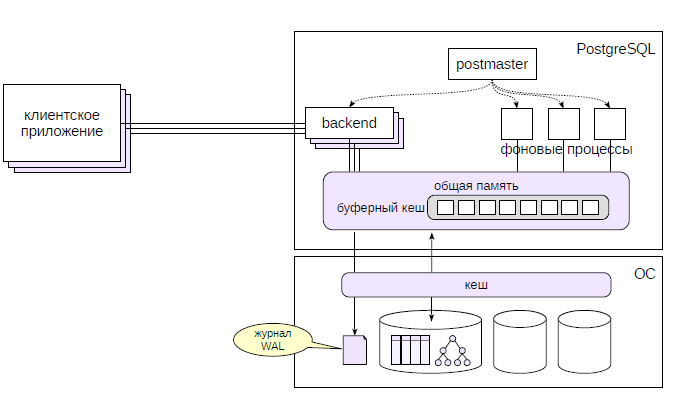 PostgreSQL
postmaster
клиентское
приложение
backend
фоновые процессы
общая память
буферный кеш
ОС
кеш
журнал
WAL